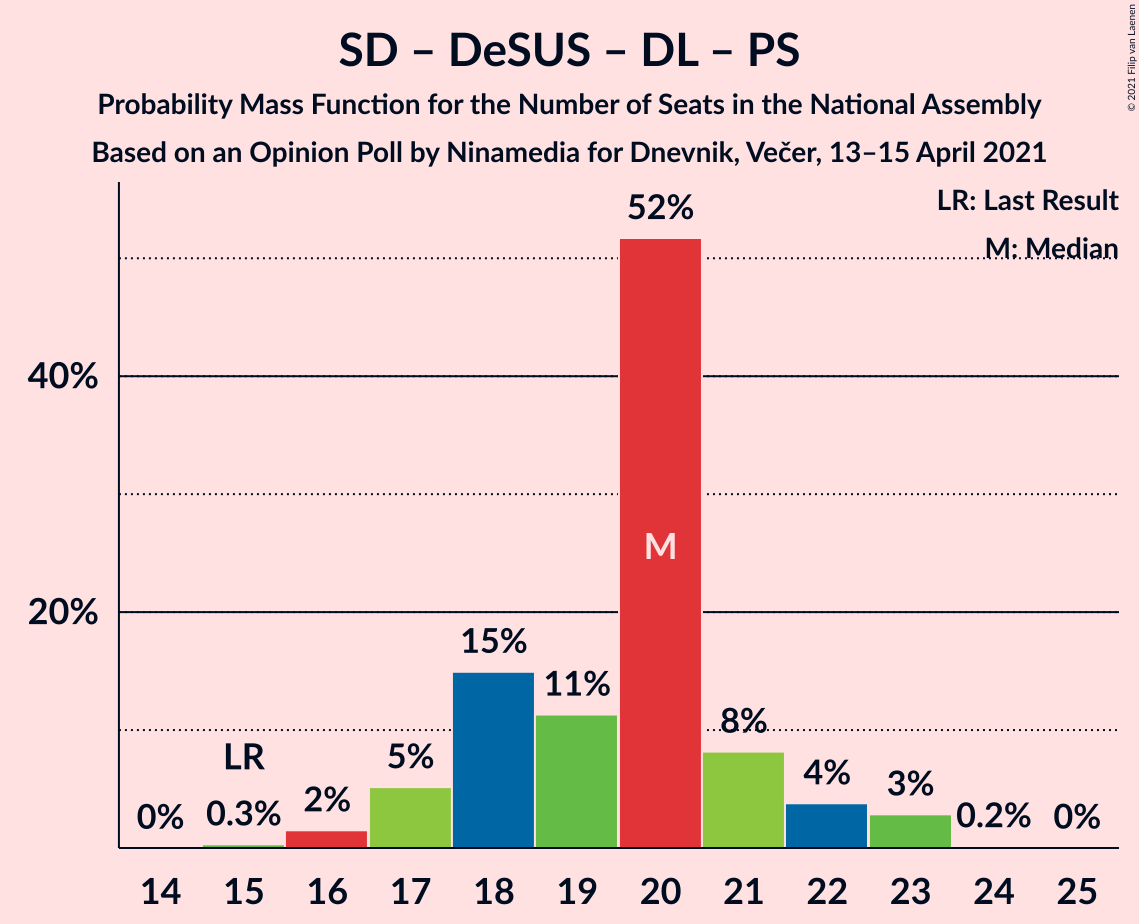 SD – DeSUS – DL – PS
Probability Mass Function for the Number of Seats in the National Assembly
Based on an Opinion Poll by Ninamedia for Dnevnik, Večer, 13–15 April 2021
© 2021 Filip van Laenen
LR: Last Result
M: Median
52%
40%
M
20%
15%
11%
8%
LR
5%
4%
3%
2%
0%
0.3%
0.2%
0%
14 15 16 17 18 19 20 21 22 23 24 25